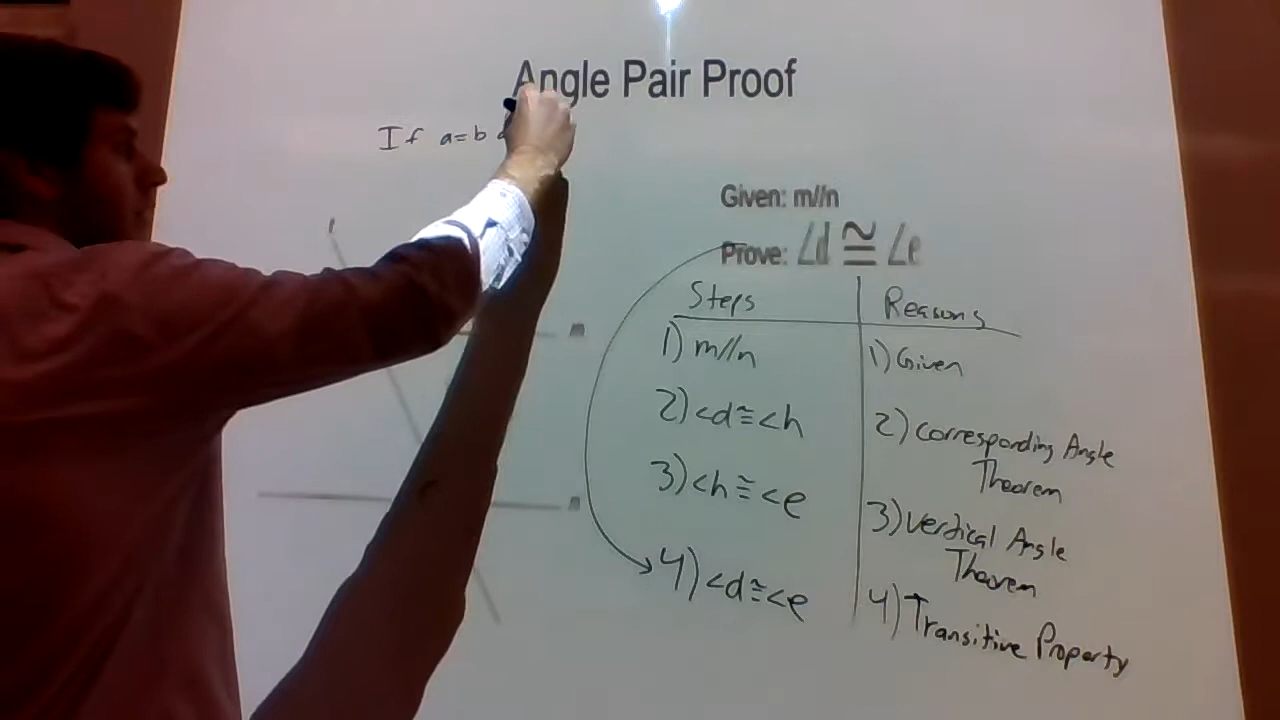 Angle Pair Proof
If a=b
Given: m//n
Prove: ∠d ≅ ∠e
Steps
Reasons
1) m//n
1) Given
2) <d≅<h
2) Corresponding Angle
Theorem
3) <h≅<e
3) Vertical Angle
Theorem
4) <d≅<e
4) Transitive Property